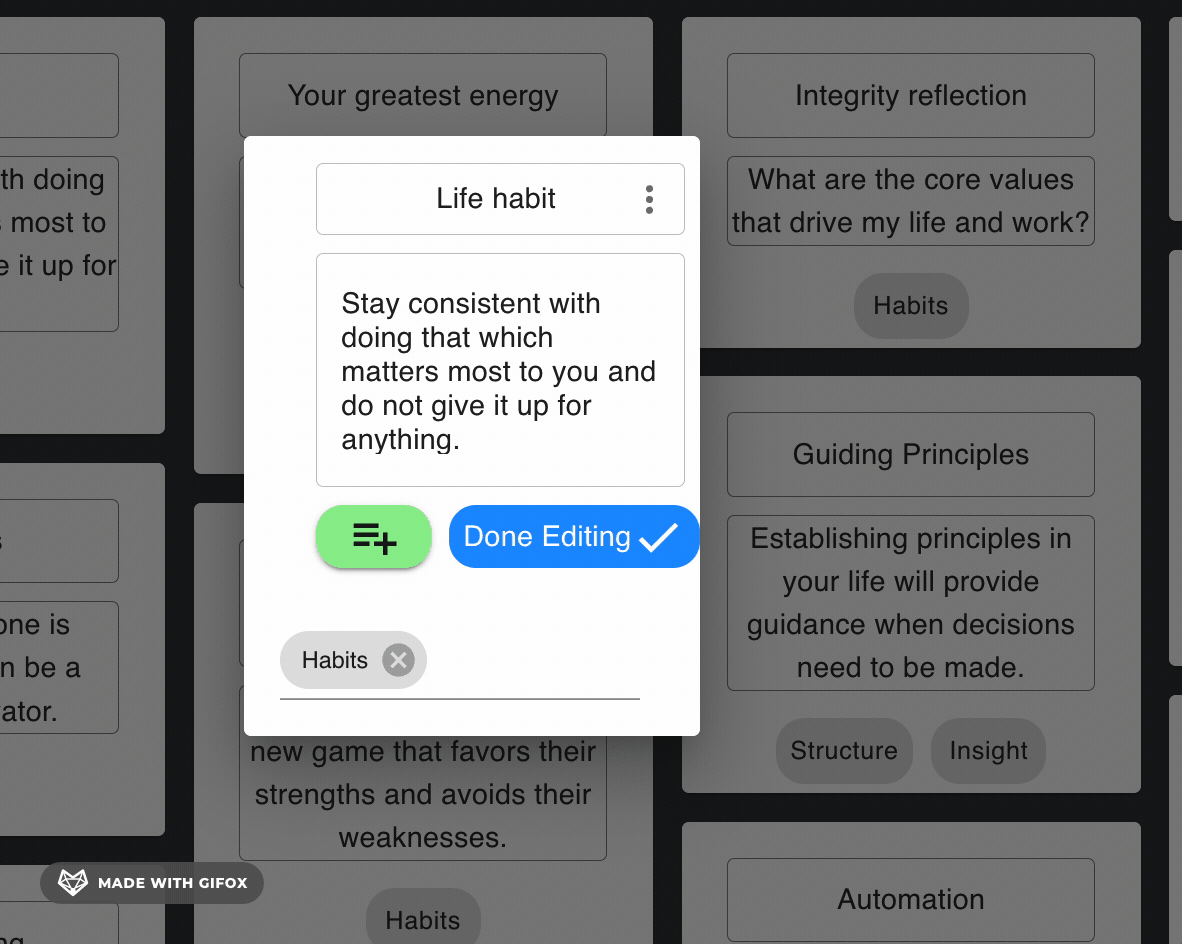 Your greatest energy
Integrity reflection
th doing
most to
e it up for
What are the core values
that drive my life and work?
Habits
Life habit
Stay consistent with
doing that which
matters most to you and
do not give it up for
anything.
Done Editing
Habits
Guiding Principles
Establishing principles in
your life will provide
guidance when decisions
need to be made.
Structure
Insight
one is
n be a
ator.
new game that favors their
strengths and avoids their
weaknesses.
Habits
Automation
MADE WITH GIFOX